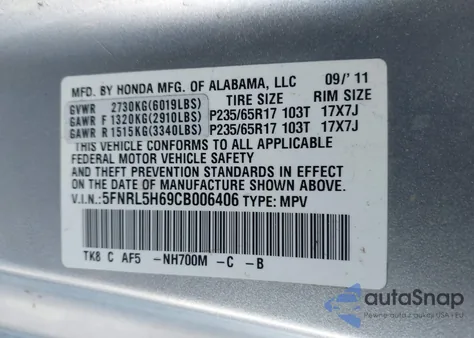 MFD. BY HONDA MFG. OF ALABAMA, LLC 09/'11
GVWR 2730KG(6019LBS) TIRE SIZE RIM SIZE
GAWR F 1320KG(2910LBS) P235/65R17 103T 17X7J
GAWR R 1515KG(3340LBS) P235/65R17 103T 17X7J
THIS VEHICLE CONFORMS TO ALL APPLICABLE
FEDERAL MOTOR VEHICLE SAFETY
AND THEFT PREVENTION STANDARDS IN EFFECT
ON THE DATE OF MANUFACTURE SHOWN ABOVE.
V.I.N.:5FNRL5H69CB006406 TYPE: MPV
TK8 C AF5 -NH700M -C -B
autoSnap